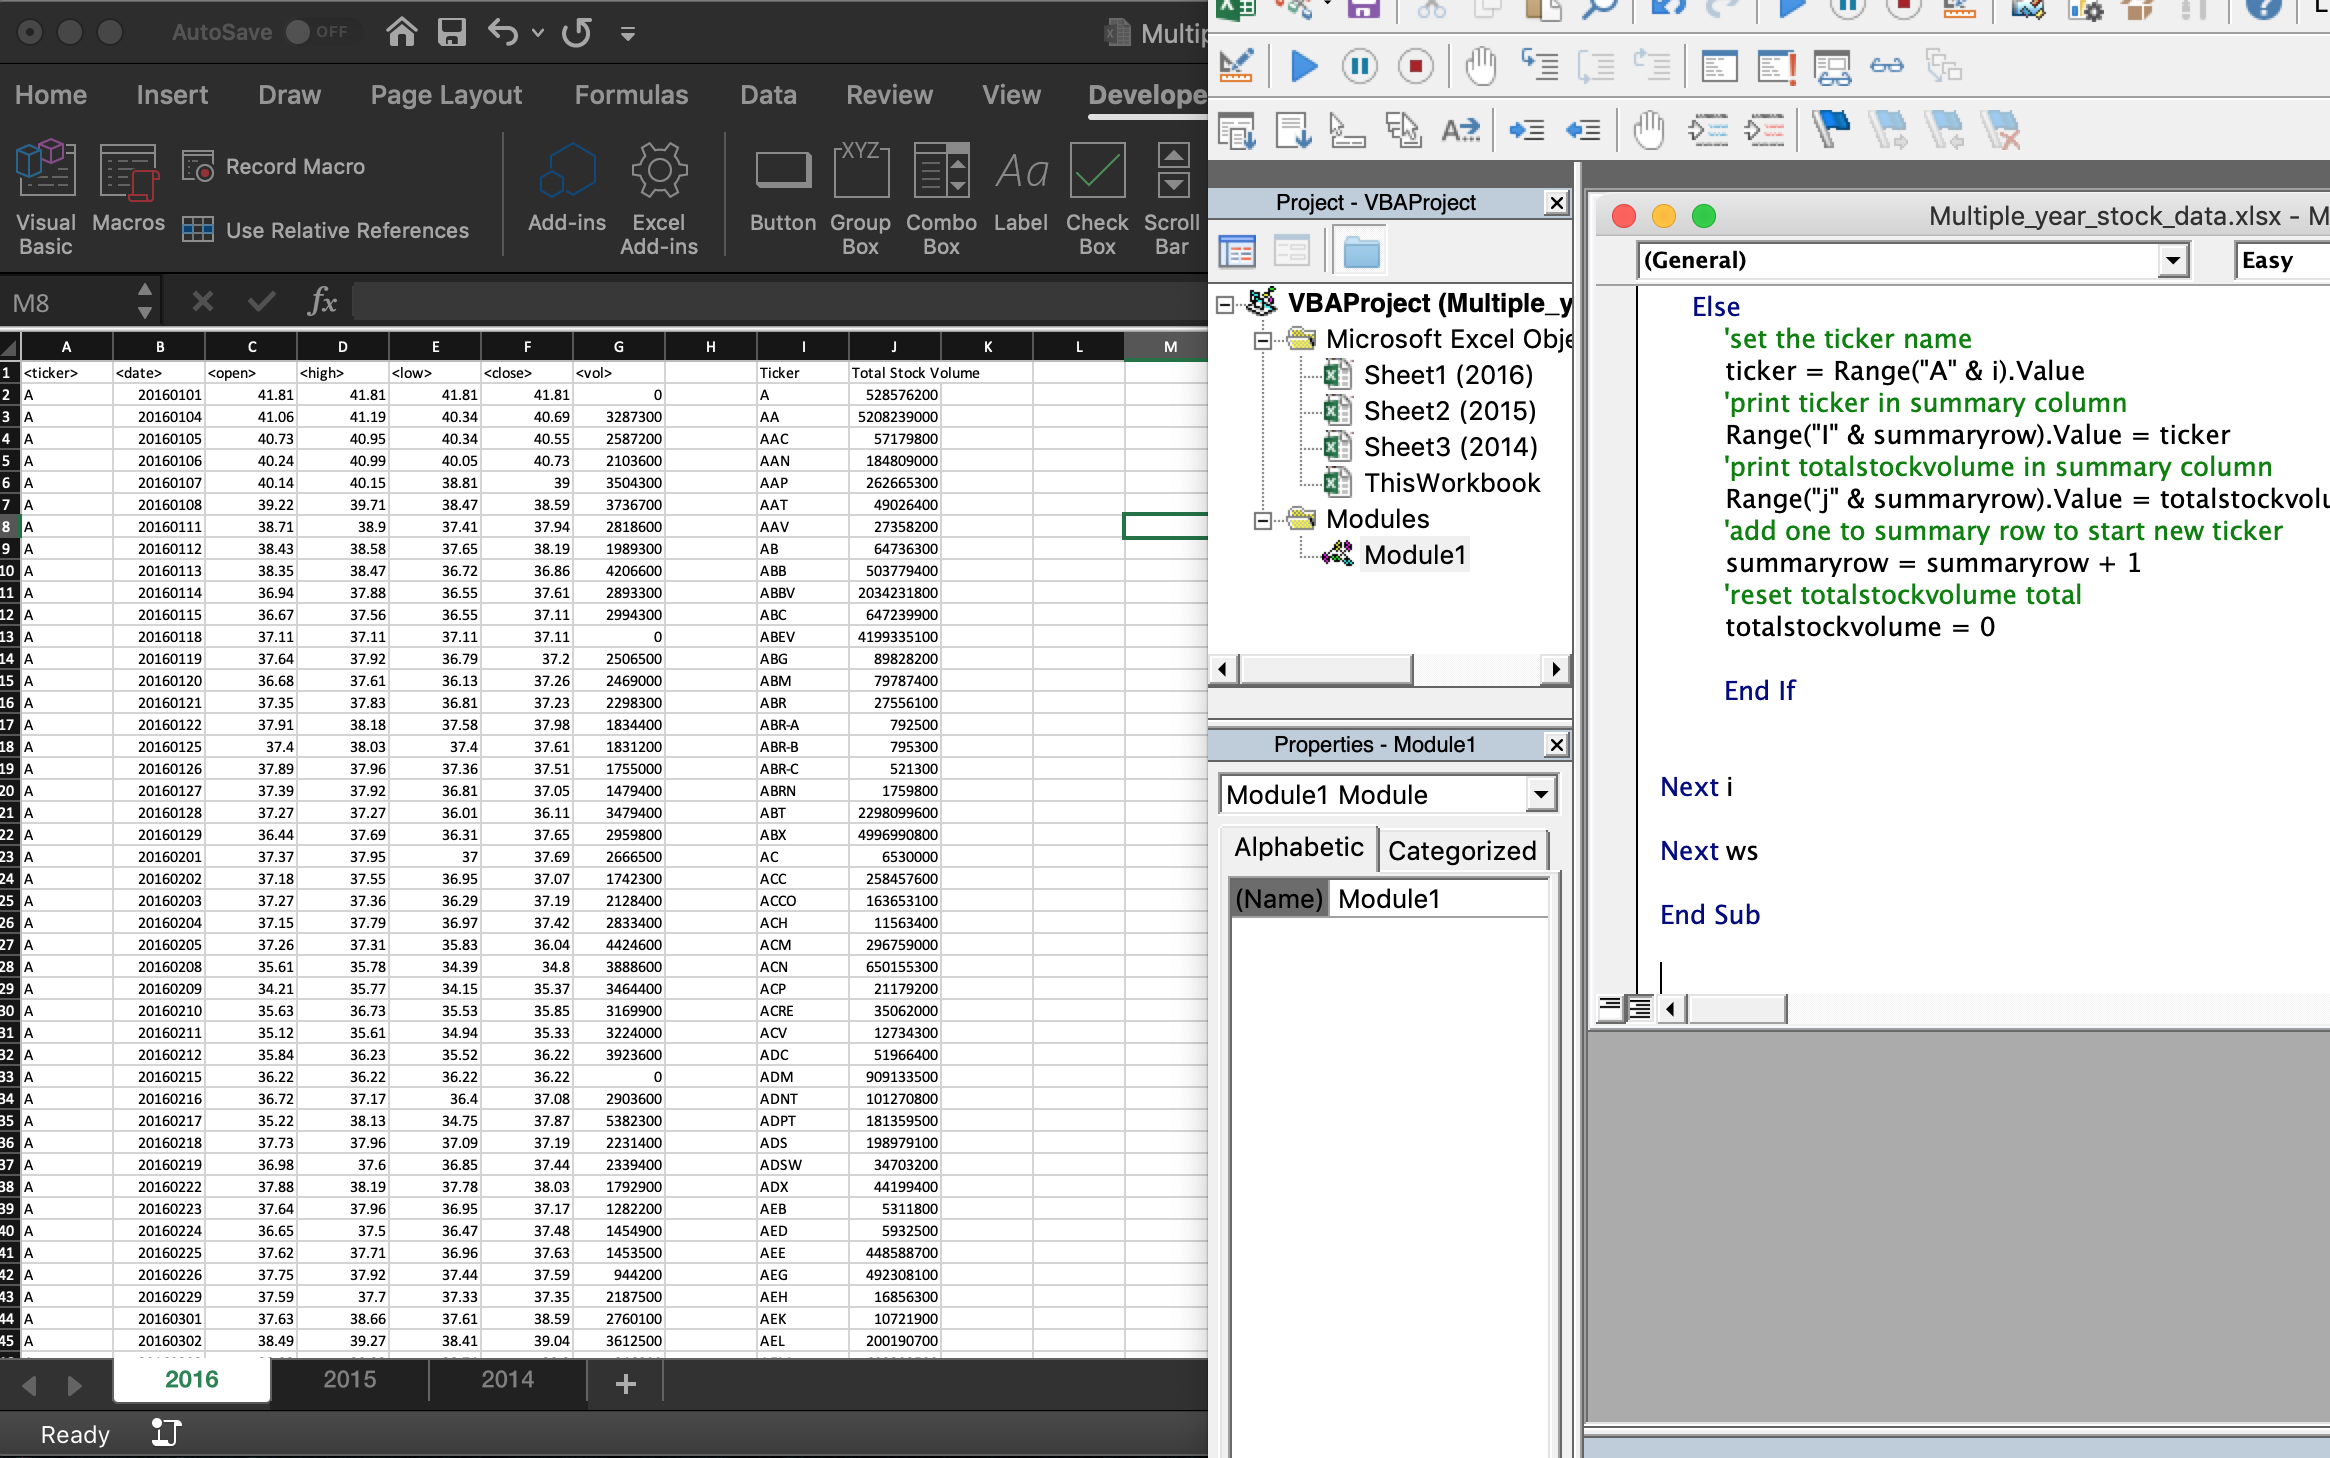 AutoSave OFF
Multip
Home Insert Draw Page Layout Formulas Data Review View Develope
Visual Basic
Macros
Record Macro
Use Relative References
Add-ins
Excel Add-ins
Button
Group Box
Combo Box
Label
Check Box
Scroll Bar
XYZ
Aa
M8
fx
A B C D E F G H I J K L M
1 <ticker> <date> <open> <high> <low> <close> <vol> Ticker Total Stock Volume
2 A 20160101 41.81 41.81 41.81 41.81 0 A 528576200
3 A 20160104 41.06 41.19 40.34 40.69 3287300 AA 5208239000
4 A 20160105 40.73 40.95 40.34 40.55 2587200 AAC 57179800
5 A 20160106 40.24 40.99 40.05 40.73 2103600 AAN 184809000
6 A 20160107 40.14 40.15 38.81 39 3504300 AAP 262665300
7 A 20160108 39.22 39.71 38.47 38.59 3736700 AAT 49026400
8 A 20160111 38.71 38.9 37.41 37.94 2818600 AAV 27358200
9 A 20160112 38.43 38.58 37.65 38.19 1989300 AB 64736300
10 A 20160113 38.35 38.47 36.72 36.86 4206600 ABB 503779400
11 A 20160114 36.94 37.88 36.55 37.61 2893300 ABBV 2034231800
12 A 20160115 36.67 37.56 36.55 37.11 2994300 ABC 647239900
13 A 20160118 37.11 37.11 37.11 37.11 0 ABEV 4199335100
14 A 20160119 37.64 37.92 36.79 37.2 2506500 ABG 89828200
15 A 20160120 36.68 37.61 36.13 37.26 2469000 ABM 79787400
16 A 20160121 37.35 37.83 36.81 37.23 2298300 ABR 27556100
17 A 20160122 37.91 38.18 37.58 37.98 1834400 ABR-A 792500
18 A 20160125 37.4 38.03 37.4 37.61 1831200 ABR-B 795300
19 A 20160126 37.89 37.96 37.36 37.51 1755000 ABR-C 521300
20 A 20160127 37.39 37.92 36.81 37.05 1479400 ABRN 1759800
21 A 20160128 37.27 37.27 36.01 36.11 3479400 ABT 2298099600
22 A 20160129 36.44 37.69 36.31 37.65 2959800 ABX 4996990800
23 A 20160201 37.37 37.95 37 37.69 2666500 AC 6530000
24 A 20160202 37.18 37.55 36.95 37.07 1742300 ACC 258457600
25 A 20160203 37.27 37.36 36.29 37.19 2128400 ACCO 163653100
26 A 20160204 37.15 37.79 36.97 37.42 2833400 ACH 11563400
27 A 20160205 37.26 37.31 35.83 36.04 4424600 ACM 296759000
28 A 20160208 35.61 35.78 34.39 34.8 3888600 ACN 650155300
29 A 20160209 34.21 35.77 34.15 35.37 3464400 ACP 21179200
30 A 20160210 35.63 36.73 35.53 35.85 3169900 ACRE 35062000
31 A 20160211 35.12 35.61 34.94 35.33 3224000 ACV 12734300
32 A 20160212 35.84 36.23 35.52 36.22 3923600 ADC 51966400
33 A 20160215 36.22 36.22 36.22 36.22 0 ADM 909133500
34 A 20160216 36.72 37.17 36.4 37.08 2903600 ADNT 101270800
35 A 20160217 35.22 38.13 34.75 37.87 5382300 ADPT 181359500
36 A 20160218 37.73 37.96 37.09 37.19 2231400 ADS 198979100
37 A 20160219 36.98 37.6 36.85 37.44 2339400 ADSW 34703200
38 A 20160222 37.88 38.19 37.78 38.03 1792900 ADX 44199400
39 A 20160223 37.64 37.96 36.95 37.17 1282200 AEB 5311800
40 A 20160224 36.65 37.5 36.47 37.48 1454900 AED 5932500
41 A 20160225 37.62 37.71 36.96 37.63 1453500 AEE 448588700
42 A 20160226 37.75 37.92 37.44 37.59 944200 AEG 492308100
43 A 20160229 37.59 37.7 37.33 37.35 2187500 AEH 16856300
44 A 20160301 37.63 38.66 37.61 38.59 2760100 AEK 10721900
45 A 20160302 38.49 39.27 38.41 39.04 3612500 AEL 200190700
2016 2015 2014 +
Ready
Project - VBAProject
VBAProject (Multiple_y
Microsoft Excel Obje
Sheet1 (2016)
Sheet2 (2015)
Sheet3 (2014)
ThisWorkbook
Modules
Module1
Properties - Module1
Module1 Module
Alphabetic Categorized
(Name) Module1
Multiple_year_stock_data.xlsx - M
(General) Easy
Else
'set the ticker name
ticker = Range("A" & i).Value
'print ticker in summary column
Range("I" & summaryrow).Value = ticker
'print totalstockvolume in summary column
Range("j" & summaryrow).Value = totalstockvolu
'add one to summary row to start new ticker
summaryrow = summaryrow + 1
'reset totalstockvolume total
totalstockvolume = 0
End If
Next i
Next ws
End Sub